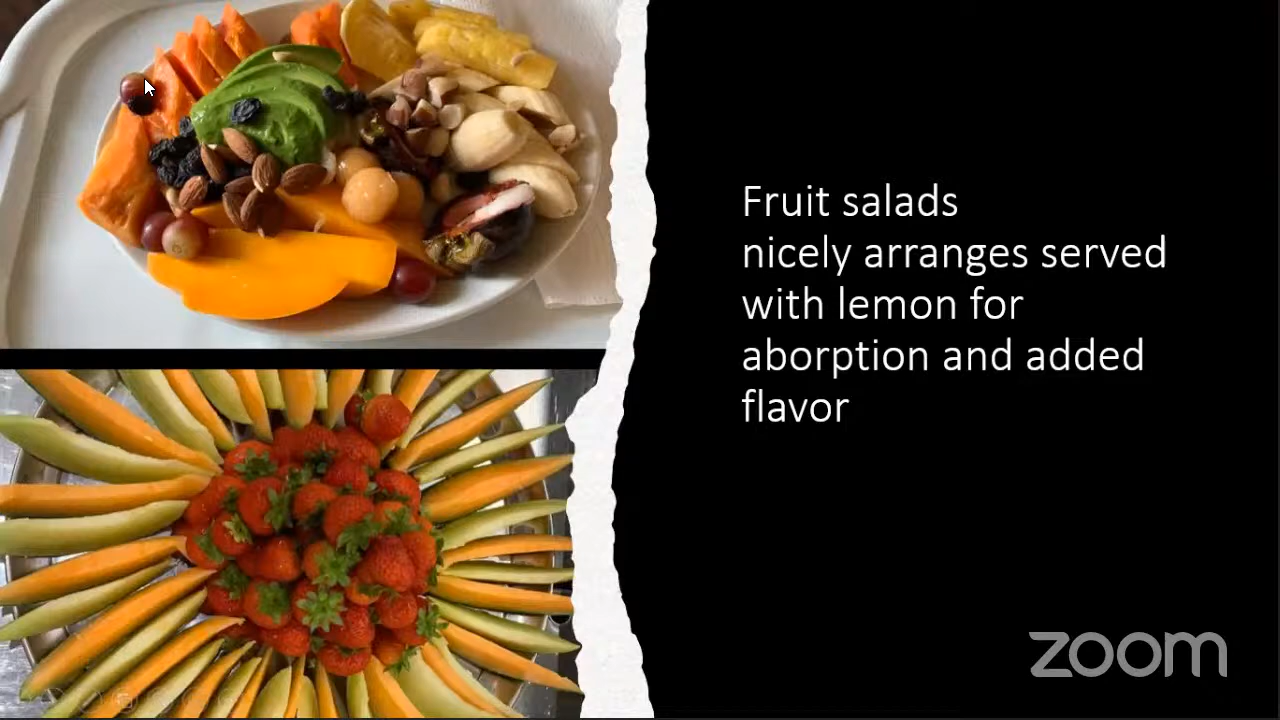 Fruit salads
nicely arranges served
with lemon for
aborption and added
flavor
zoom